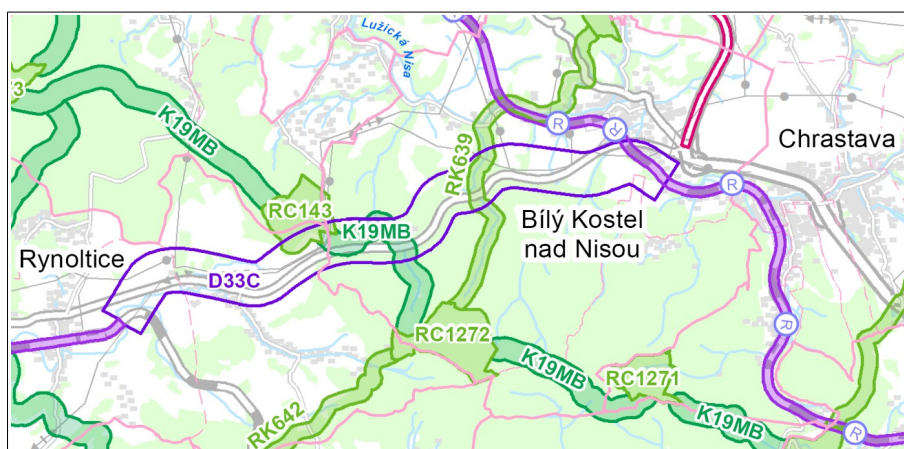 Lužická
Nisa
R
R
Chrastava
K19MB
RK639
R
RC143
K19MB
Bílý Kostel
nad Nisou
Rynoltice
D33C
R
RC1272
K19MB
RC1271
K19MB
RK642
R